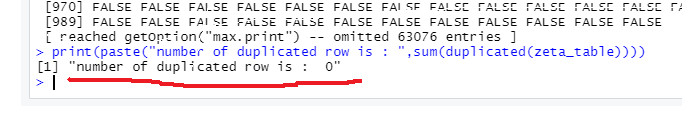 [970] FALSE FALSE FALSE FALSE FALSE FALSE FALSE FALSE FALSE FALSE FALSE FALSE
[989] FALSE FALSE FALSE FALSE FALSE FALSE FALSE FALSE FALSE FALSE FALSE FALSE
[ reached getOption("max.print") -- omitted 63076 entries ]
> print(paste("number of duplicated row is : ",sum(duplicated(zeta_table))))
[1] "number of duplicated row is :  0"
>